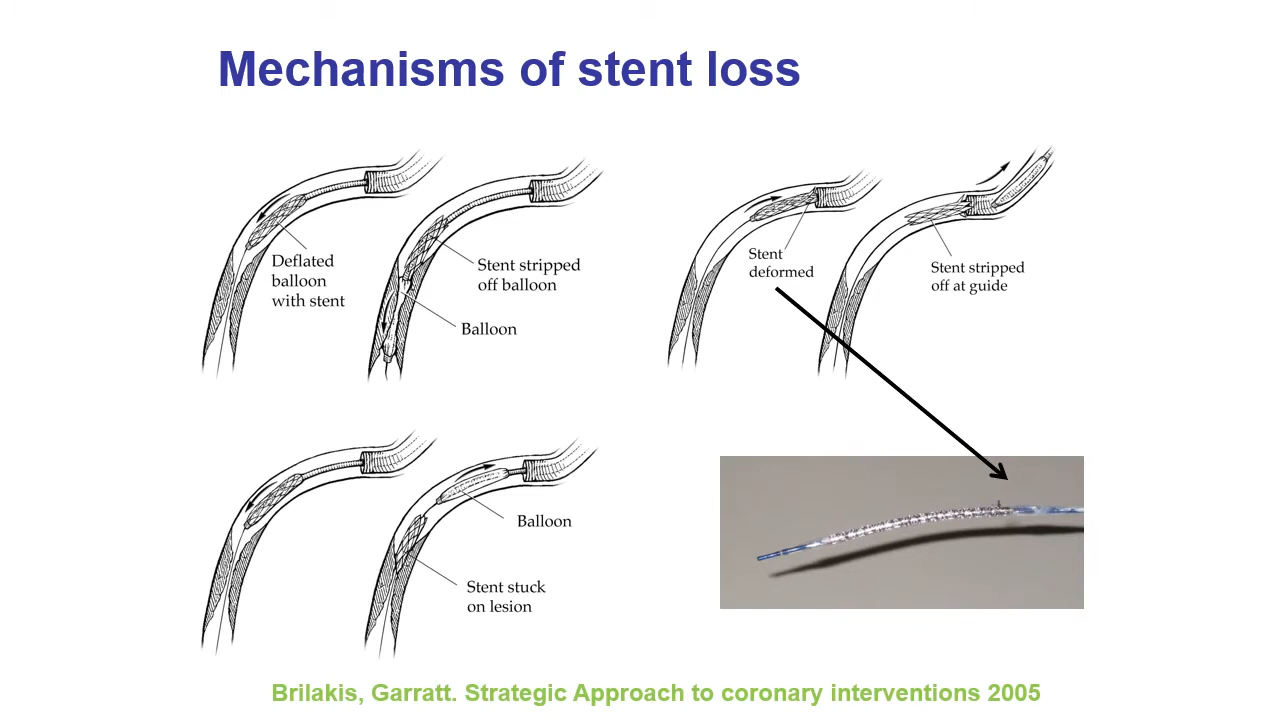 Mechanisms of stent loss
Deflated
balloon
with stent
Stent stripped
off balloon
Balloon
Stent
deformed
Stent stripped
off at guide
Balloon
Stent stuck
on lesion
Brilakis, Garratt. Strategic Approach to coronary interventions 2005